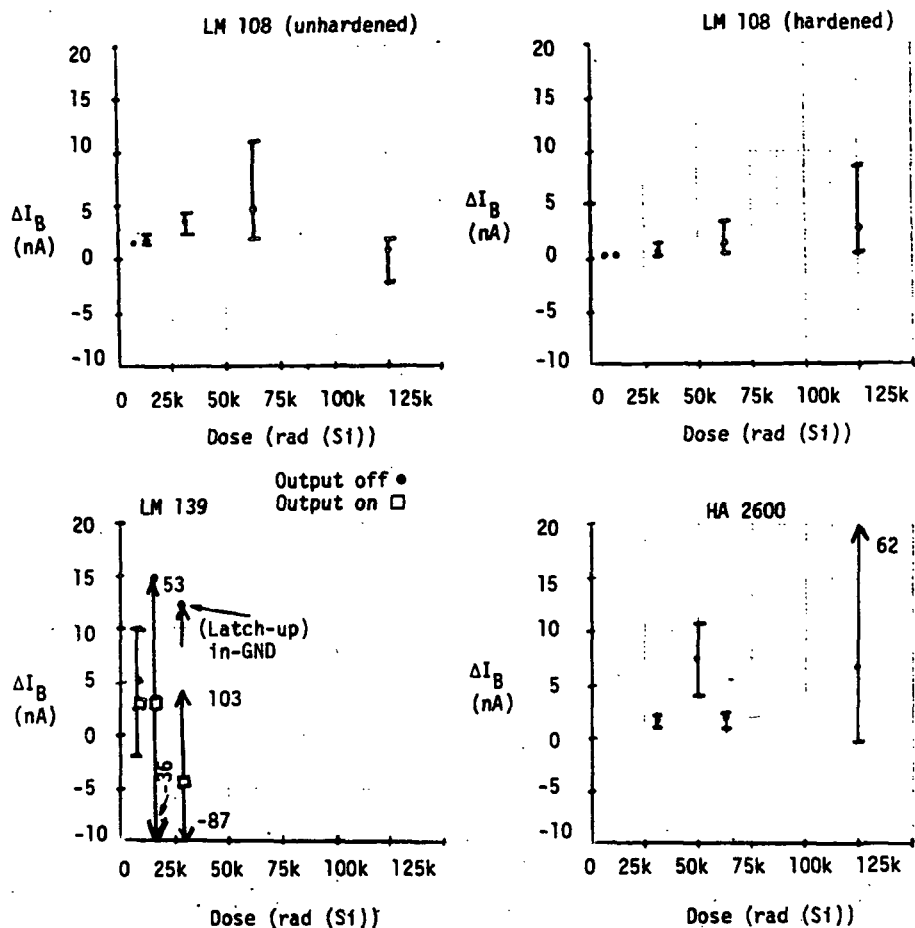 LM 108 (unhardened)
20
15
10
5
0
-5
-10
ΔI_B
(nA)
0 25k 50k 75k 100k 125k
Dose (rad (Si))
LM 108 (hardened)
20
15
10
5
0
-5
-10
ΔI_B
(nA)
0 25k 50k 75k 100k 125k
Dose (rad (Si))
Output off ●
Output on □
LM 139
20
15
10
5
0
-5
-10
ΔI_B
(nA)
53
(Latch-up)
in-GND
103
-36
-87
0 25k 50k 75k 100k 125k
Dose (rad (Si))
HA 2600
20
15
10
5
0
-5
-10
ΔI_B
(nA)
62
0 25k 50k 75k 100k 125k
Dose (rad (Si))